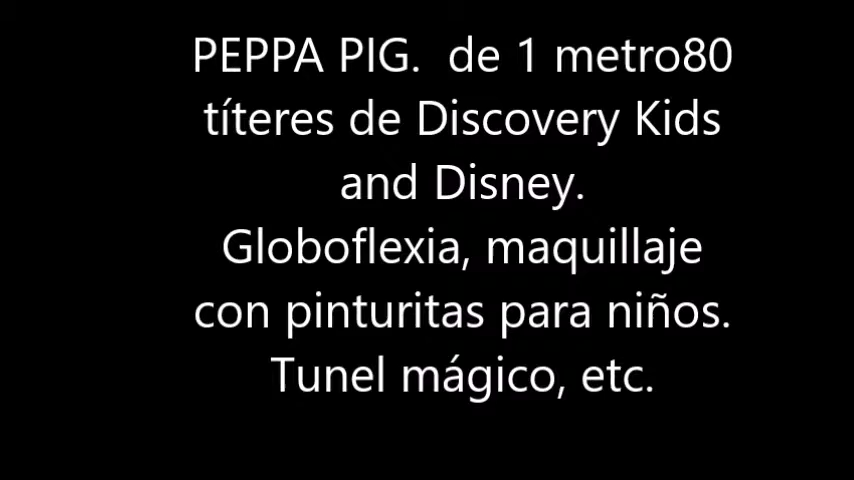 PEPPA PIG.  de 1 metro80
títeres de Discovery Kids
and Disney.
Globoflexia, maquillaje
con pinturitas para niños.
Tunel mágico, etc.